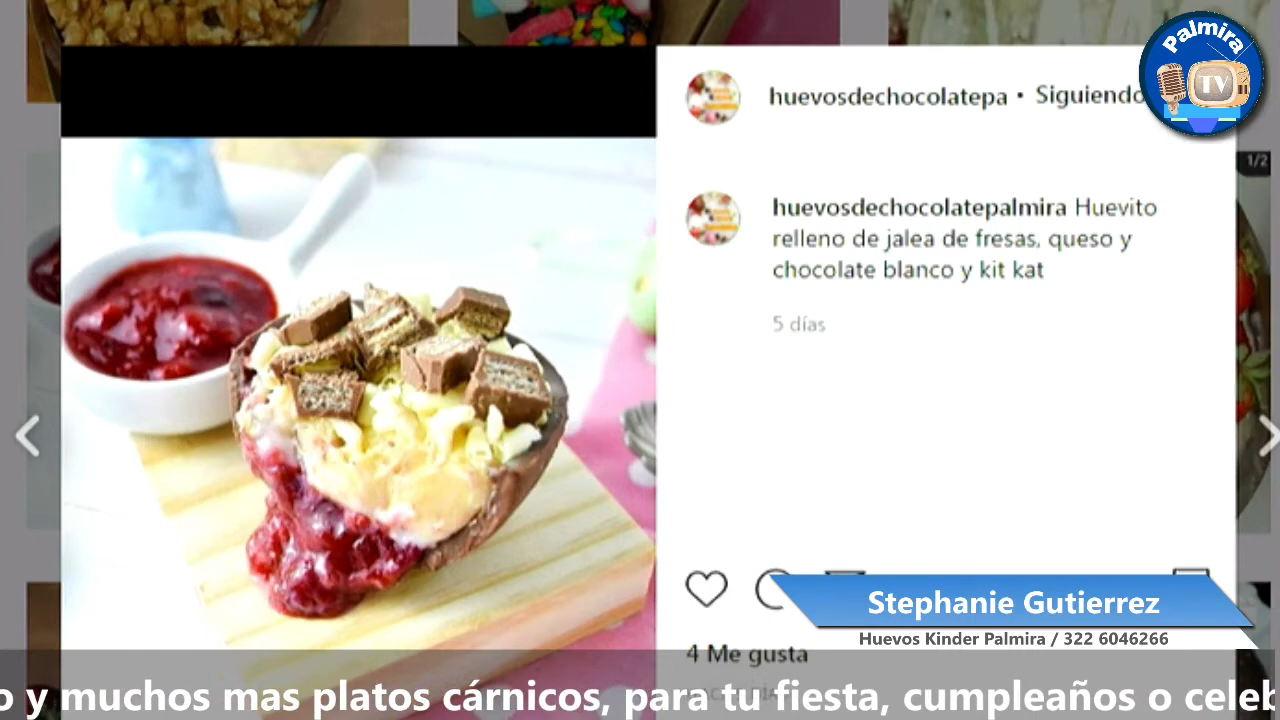 Palmira
TV
huevosdechocolatepa • Siguiendo
1/2
huevosdechocolatepalmira Huevito
relleno de jalea de fresas, queso y
chocolate blanco y kit kat
5 días
Stephanie Gutierrez
Huevos Kinder Palmira / 322 6046266
4 Me gusta
o y muchos mas platos cárnicos, para tu fiesta, cumpleaños o celeb